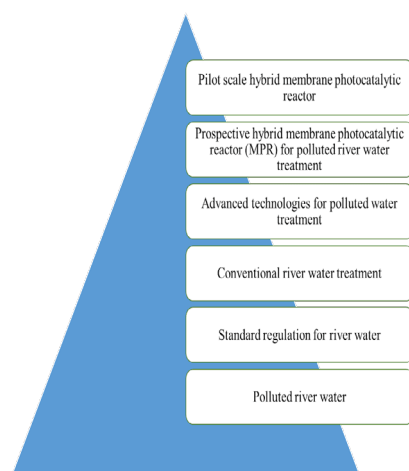 Pilot scale hybrid membrane photocatalytic
reactor
Prospective hybrid membrane photocatalytic
reactor (MPR) for polluted river water
treatment
Advanced technologies for polluted water
treatment
Conventional river water treatment
Standard regulation for river water
Polluted river water